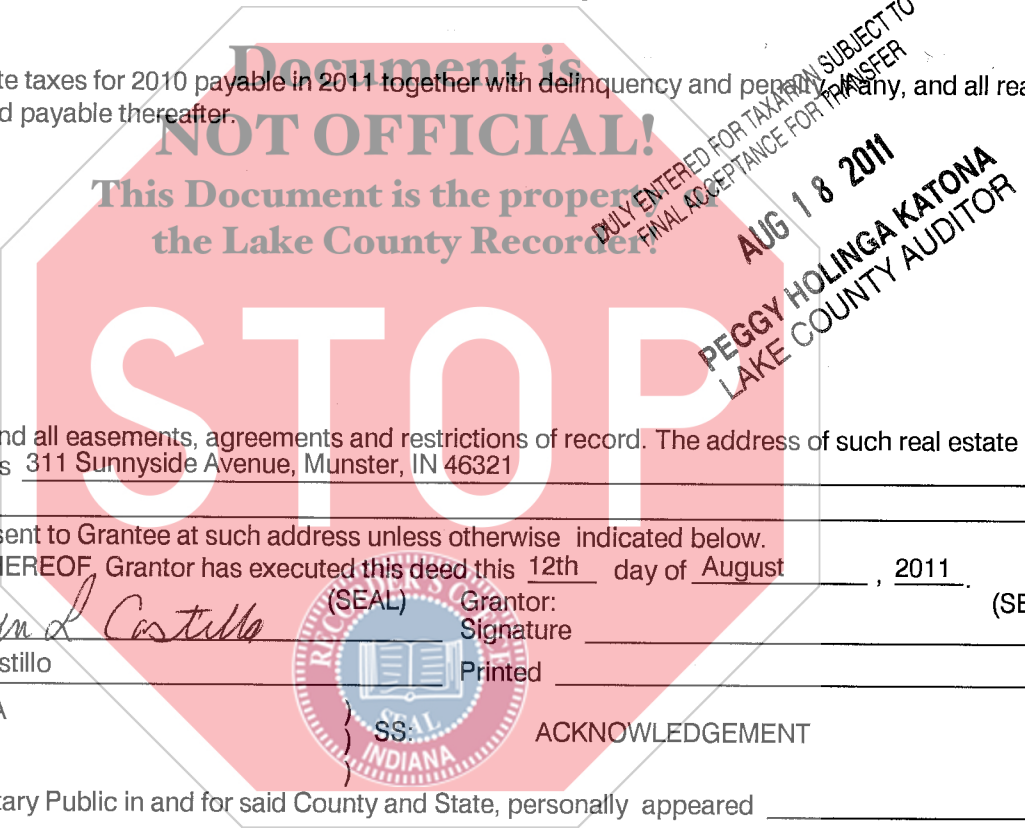 Document is
te taxes for 2010 payable in 2011 together with delinquency and penalty, if any, and all rea
d payable thereafter.
NOT OFFICIAL!
This Document is the property of
the Lake County Recorder!
DULY ENTERED FOR TAXATION SUBJECT TO
FINAL ACCEPTANCE FOR TRANSFER
AUG 18 2011
PEGGY HOLINGA KATONA
LAKE COUNTY AUDITOR
STOP
nd all easements, agreements and restrictions of record. The address of such real estate
s 311 Sunnyside Avenue, Munster, IN 46321
sent to Grantee at such address unless otherwise indicated below.
HEREOF, Grantor has executed this deed this 12th day of August, 2011.
(SEAL) Grantor: (SE
n L Castillo Signature
stillo Printed
A
) SS: ACKNOWLEDGEMENT
)
)
RECORDER'S OFFICE
SEAL
INDIANA
tary Public in and for said County and State, personally appeared